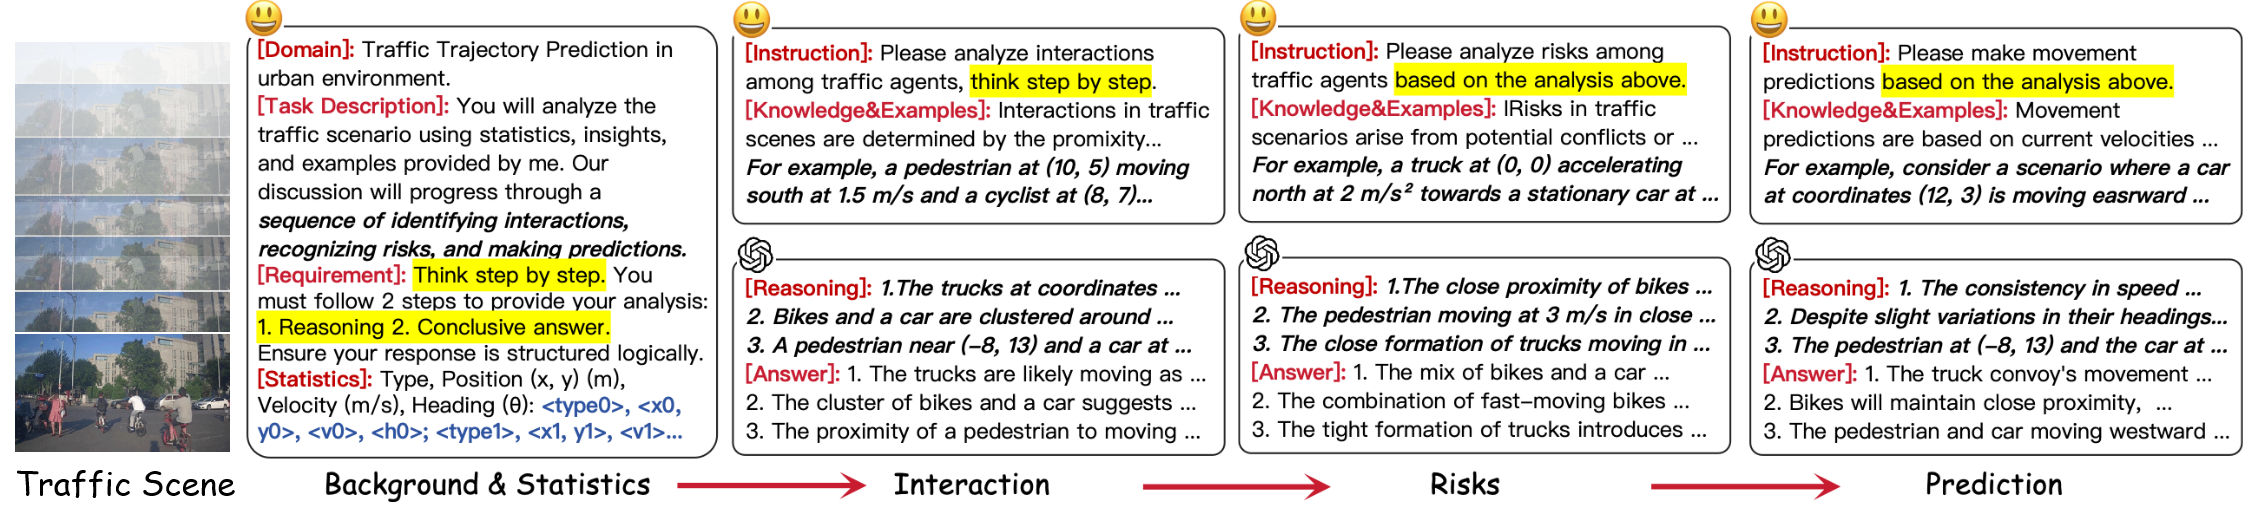 [Domain]: Traffic Trajectory Prediction in
urban environment.
[Task Description]: You will analyze the
traffic scenario using statistics, insights,
and examples provided by me. Our
discussion will progress through a
sequence of identifying interactions,
recognizing risks, and making predictions.
[Requirement]: Think step by step. You
must follow 2 steps to provide your analysis:
1. Reasoning 2. Conclusive answer.
Ensure your response is structured logically.
[Statistics]: Type, Position (x, y) (m),
Velocity (m/s), Heading (θ): <type0>, <x0,
y0>, <v0>, <h0>; <type1>, <x1, y1>, <v1>...
[Instruction]: Please analyze interactions
among traffic agents, think step by step.
[Knowledge&Examples]: Interactions in traffic
scenes are determined by the promixity...
For example, a pedestrian at (10, 5) moving
south at 1.5 m/s and a cyclist at (8, 7)...
[Reasoning]: 1.The trucks at coordinates ...
2. Bikes and a car are clustered around ...
3. A pedestrian near (-8, 13) and a car at ...
[Answer]: 1. The trucks are likely moving as ...
2. The cluster of bikes and a car suggests ...
3. The proximity of a pedestrian to moving ...
[Instruction]: Please analyze risks among
traffic agents based on the analysis above.
[Knowledge&Examples]: IRisks in traffic
scenarios arise from potential conflicts or ...
For example, a truck at (0, 0) accelerating
north at 2 m/s² towards a stationary car at ...
[Reasoning]: 1.The close proximity of bikes ...
2. The pedestrian moving at 3 m/s in close ...
3. The close formation of trucks moving in ...
[Answer]: 1. The mix of bikes and a car ...
2. The combination of fast-moving bikes ...
3. The tight formation of trucks introduces ...
[Instruction]: Please make movement
predictions based on the analysis above.
[Knowledge&Examples]: Movement
predictions are based on current velocities ...
For example, consider a scenario where a car
at coordinates (12, 3) is moving easrward ...
[Reasoning]: 1. The consistency in speed ...
2. Despite slight variations in their headings...
3. The pedestrian at (-8, 13) and the car at ...
[Answer]: 1. The truck convoy's movement ...
2. Bikes will maintain close proximity, ...
3. The pedestrian and car moving westward ...
Traffic Scene
Background & Statistics
Interaction
Risks
Prediction